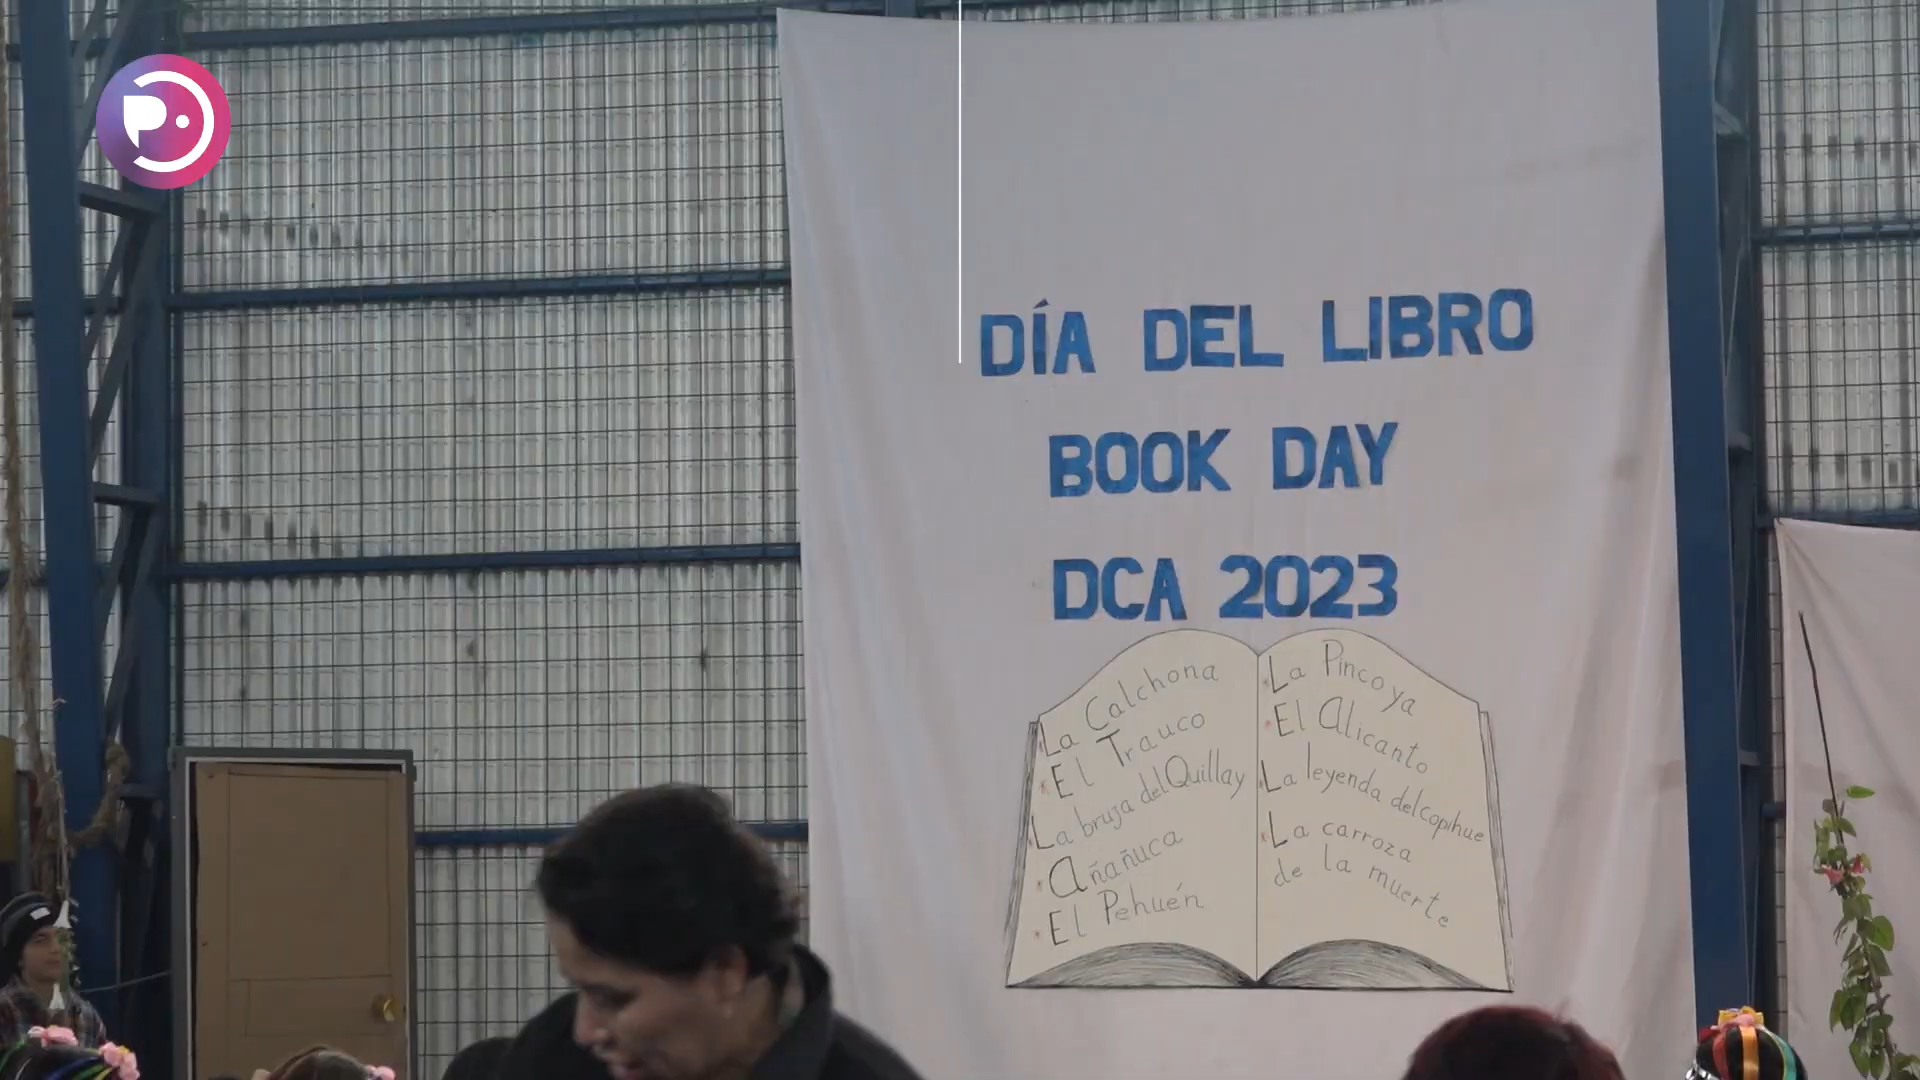 DÍA DEL LIBRO
BOOK DAY
DCA 2023
La Calchona
El Trauco
La bruja del Quillay
Añañuca
El Pehuén
La Pincoya
El Alicanto
La leyenda del copihue
La carroza
de la muerte